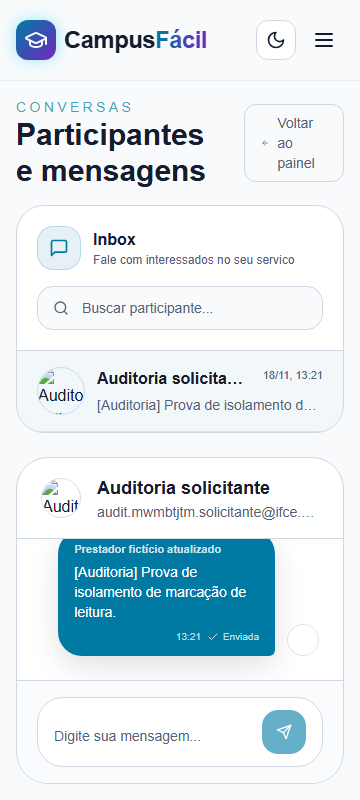 CampusFácil
CONVERSAS
Participantes
e mensagens
Voltar
ao
painel
Inbox
Fale com interessados no seu servico
Buscar participante...
Auditoria solicita...
18/11, 13:21
[Auditoria] Prova de isolamento d...
Audito
Auditoria solicitante
audit.mwmbtjtm.solicitante@ifce....
Audit
Prestador fictício atualizado
[Auditoria] Prova de
isolamento de marcação de
leitura.
13:21 Enviada
Digite sua mensagem...